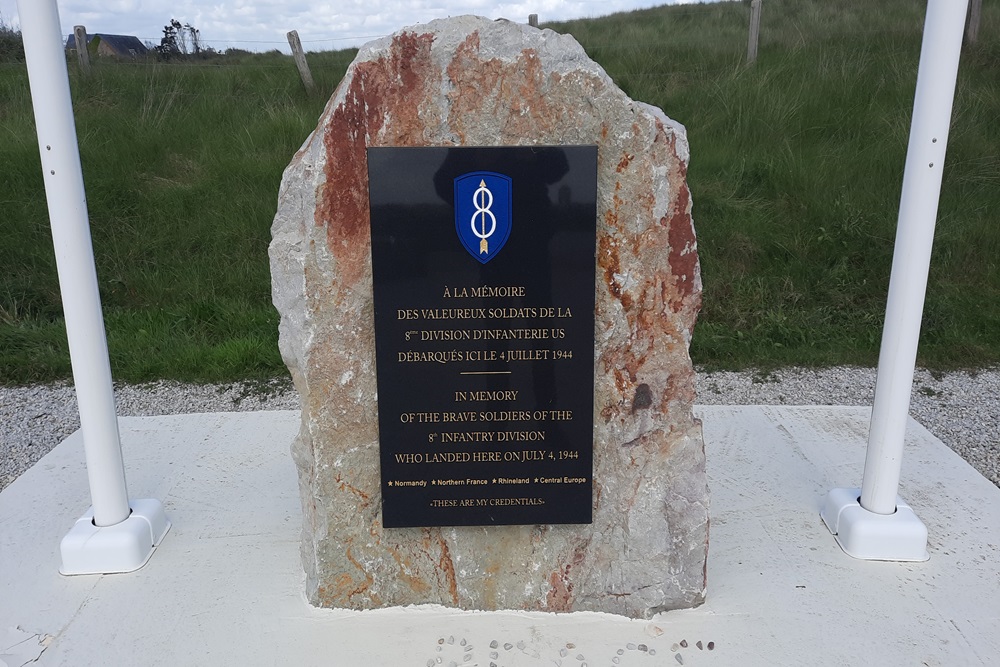 8
À LA MÉMOIRE
DES VALEUREUX SOLDATS DE LA
8ème DIVISION D'INFANTERIE US
DÉBARQUÉS ICI LE 4 JUILLET 1944
IN MEMORY
OF THE BRAVE SOLDIERS OF THE
8th INFANTRY DIVISION
WHO LANDED HERE ON JULY 4, 1944
★ Normandy ★ Northern France ★ Rhineland ★ Central Europe
«THESE ARE MY CREDENTIALS»